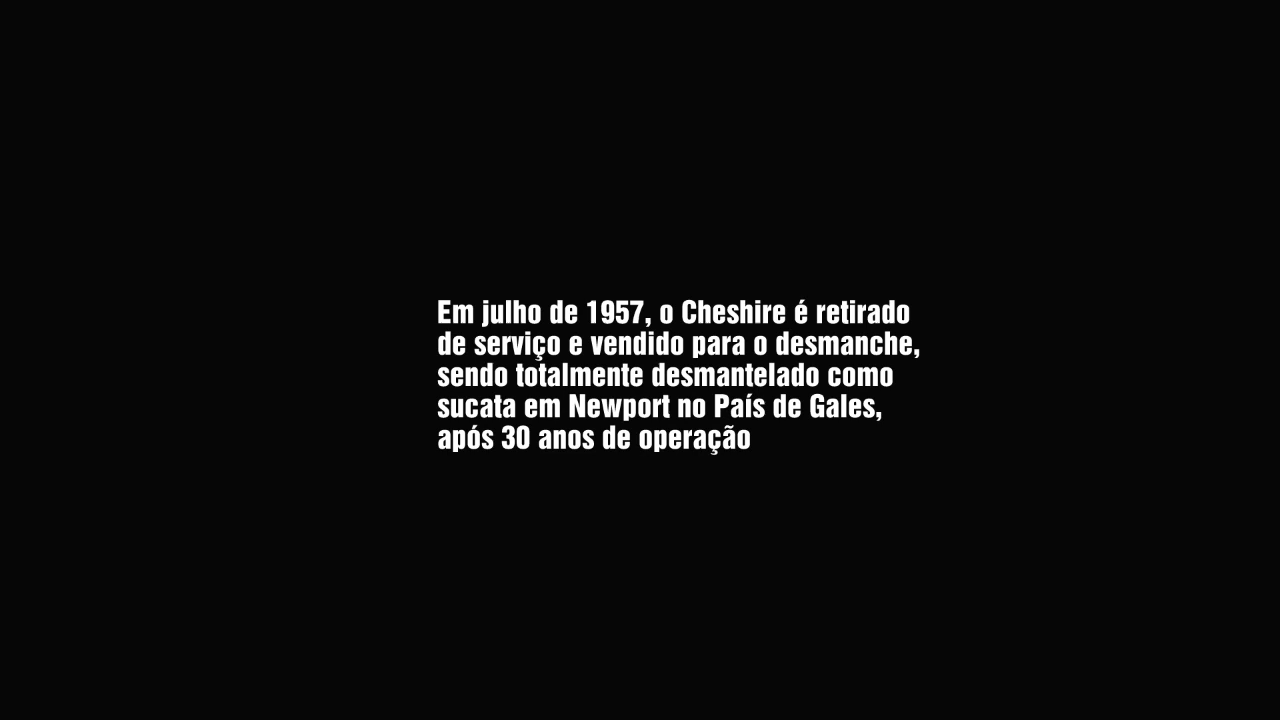 Em julho de 1957, o Cheshire é retirado
de serviço e vendido para o desmanche,
sendo totalmente desmantelado como
sucata em Newport no País de Gales,
após 30 anos de operação